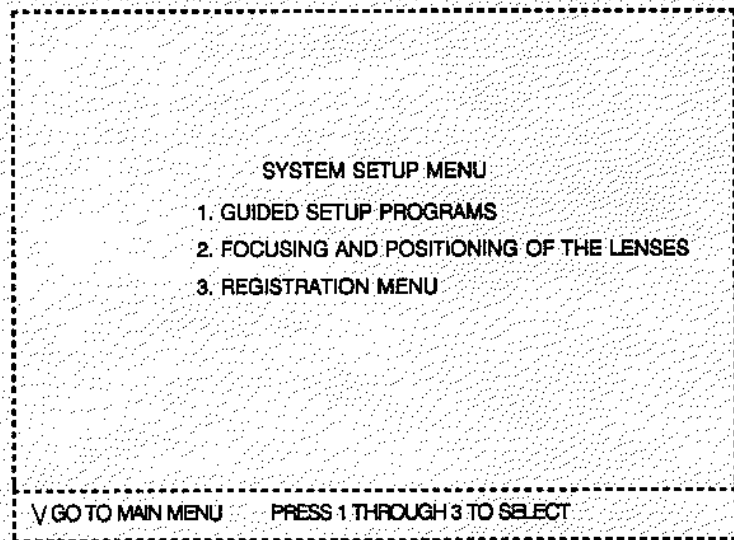 SYSTEM SETUP MENU
1. GUIDED SETUP PROGRAMS
2. FOCUSING AND POSITIONING OF THE LENSES
3. REGISTRATION MENU
V GO TO MAIN MENU PRESS 1 THROUGH 3 TO SELECT